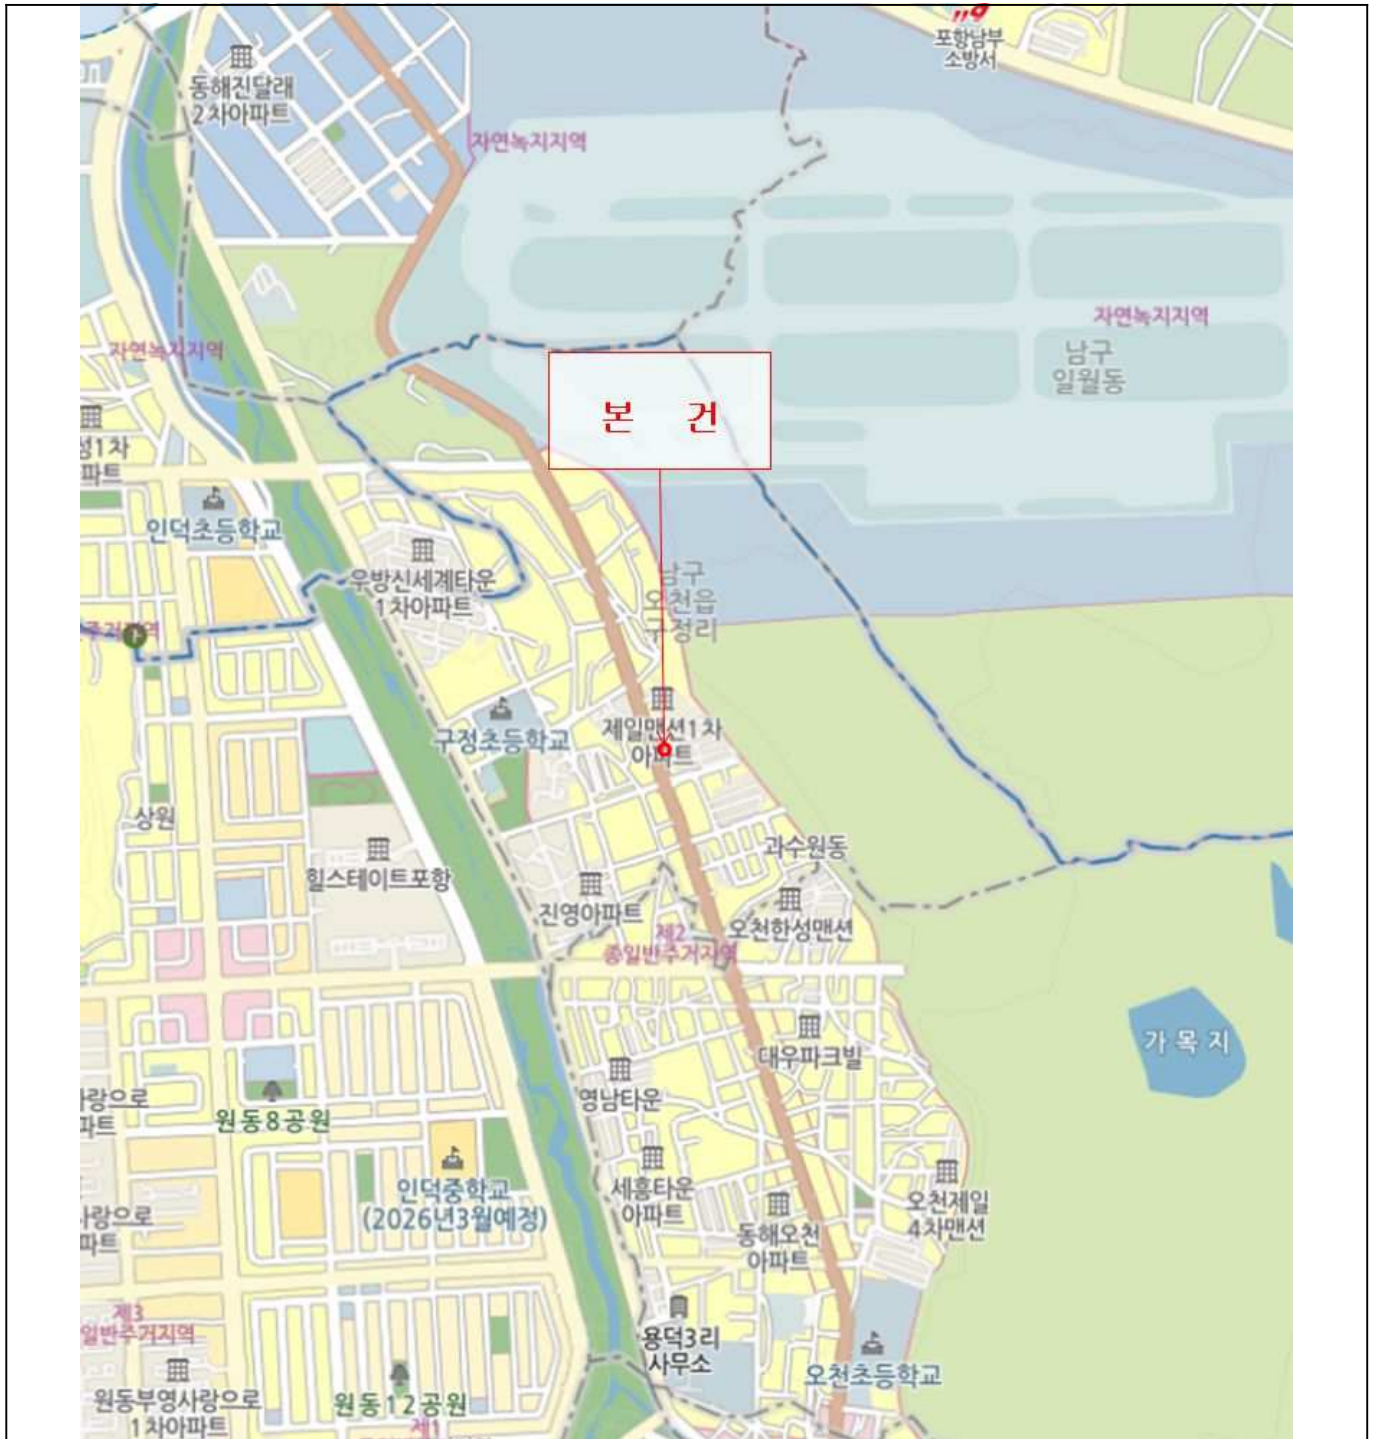 포항남부
소방서
동해진달래
2차아파트
자연녹지지역
자연녹지지역
남구
일월동
자연녹지지역
본 건
성1차
파트
인덕초등학교
우방신세계타운
1차아파트
남구
오천읍
구정리
주거지역
제일맨션1차
아파트
구정초등학교
상원
과수원동
힐스테이트포항
진영아파트
오천한성맨션
제2
종일반주거지역
가목지
대우파크빌
영남타운
랑으로
파트
원동8공원
인덕중학교
(2026년3월예정)
세흥타운
아파트
오천제일
4차맨션
사랑으로
파트
동해오천
아파트
제3
일반주거지역
용덕3리
사무소
오천초등학교
원동부영사랑으로
1차아파트
원동12공원
제1